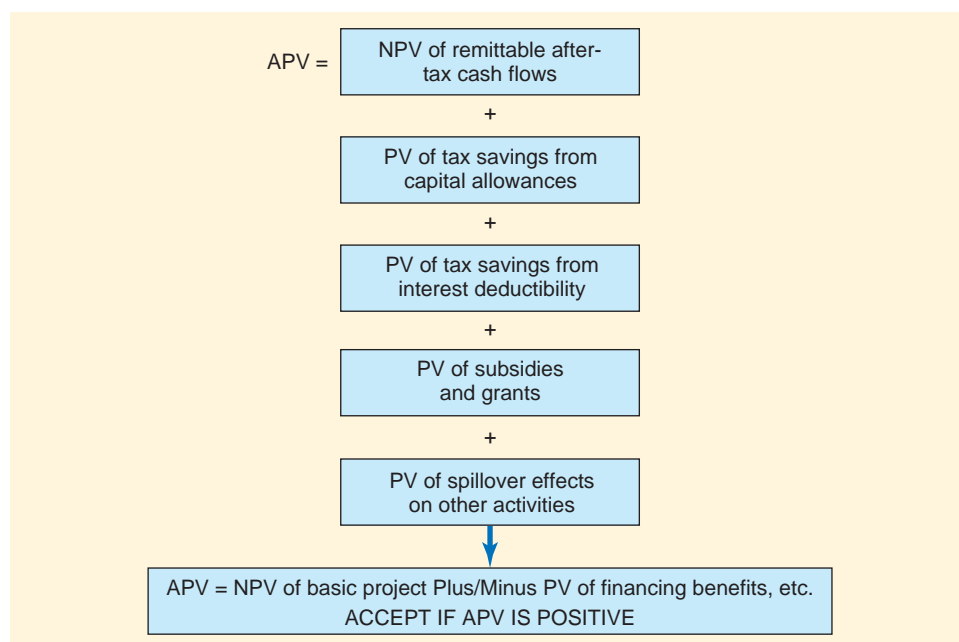 APV =
NPV of remittable after-
tax cash flows
+
PV of tax savings from
capital allowances
+
PV of tax savings from
interest deductibility
+
PV of subsidies
and grants
+
PV of spillover effects
on other activities
APV = NPV of basic project Plus/Minus PV of financing benefits, etc.
ACCEPT IF APV IS POSITIVE